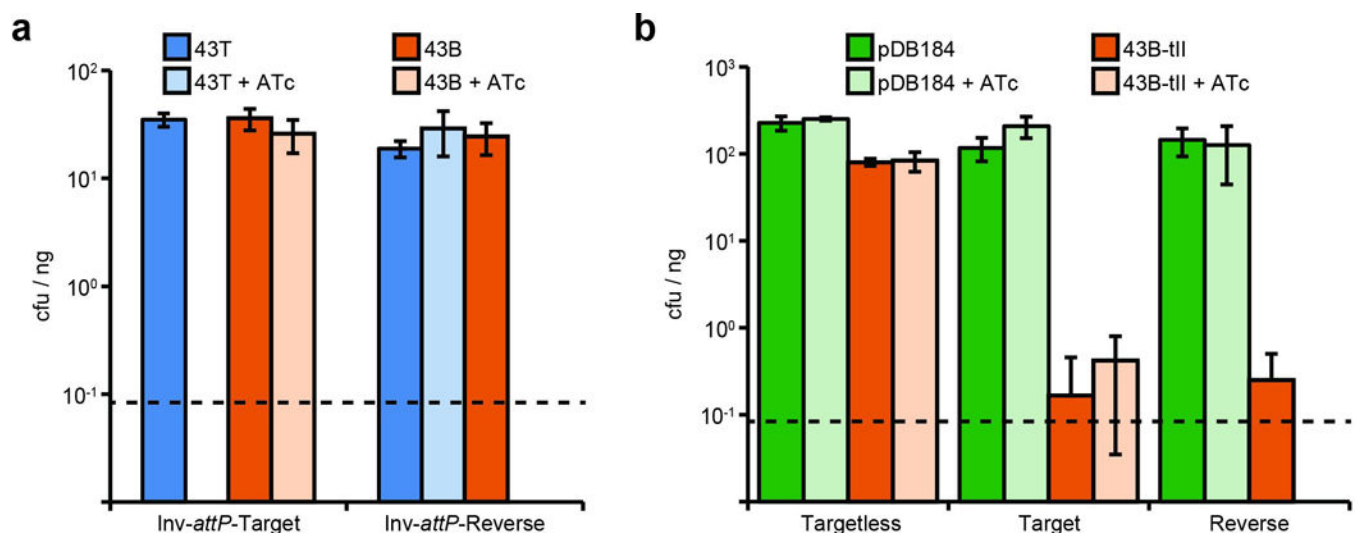 a
43T
43B
43T + ATc
43B + ATc
cfu / ng
10²
10¹
10⁰
10⁻¹
Inv-attP-Target
Inv-attP-Reverse
b
pDB184
43B-tII
pDB184 + ATc
43B-tII + ATc
cfu / ng
10³
10²
10¹
10⁰
10⁻¹
Targetless
Target
Reverse